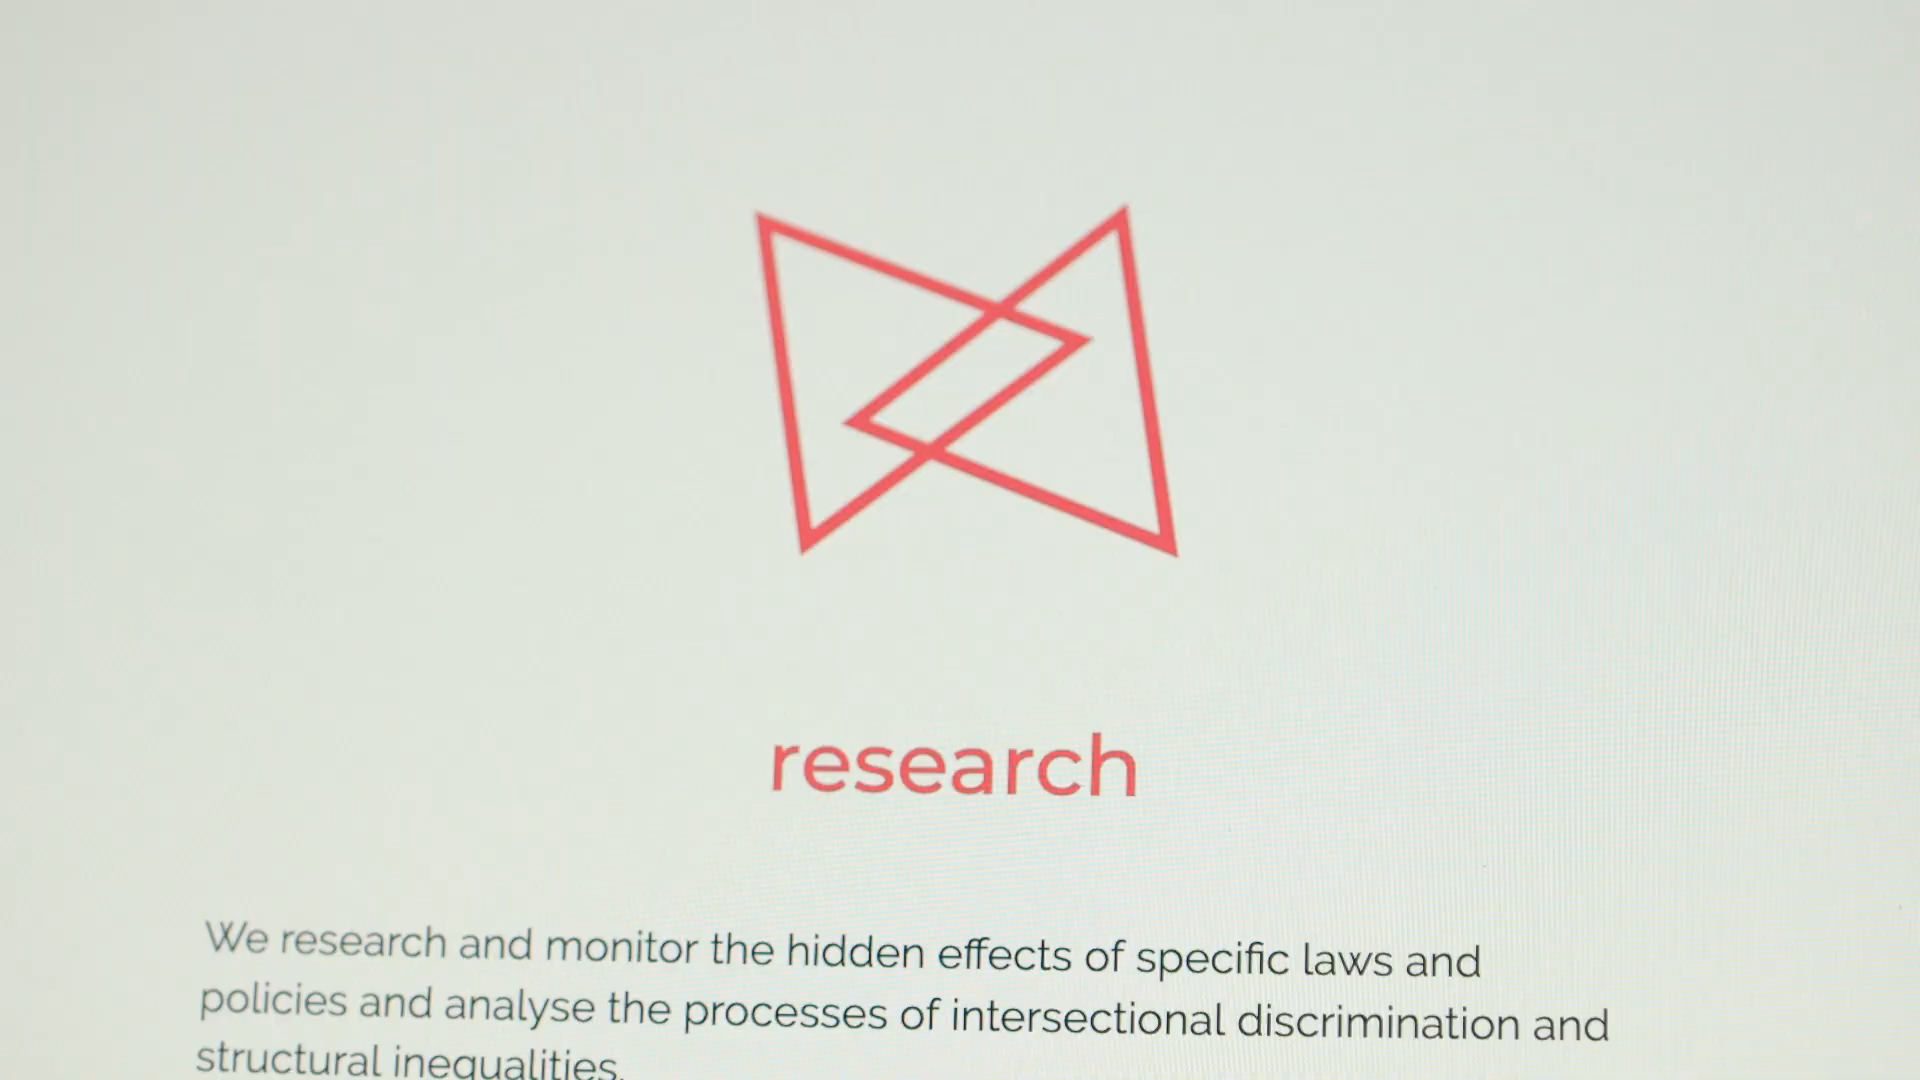 research
We research and monitor the hidden effects of specific laws and
policies and analyse the processes of intersectional discrimination and
structural inequalities.